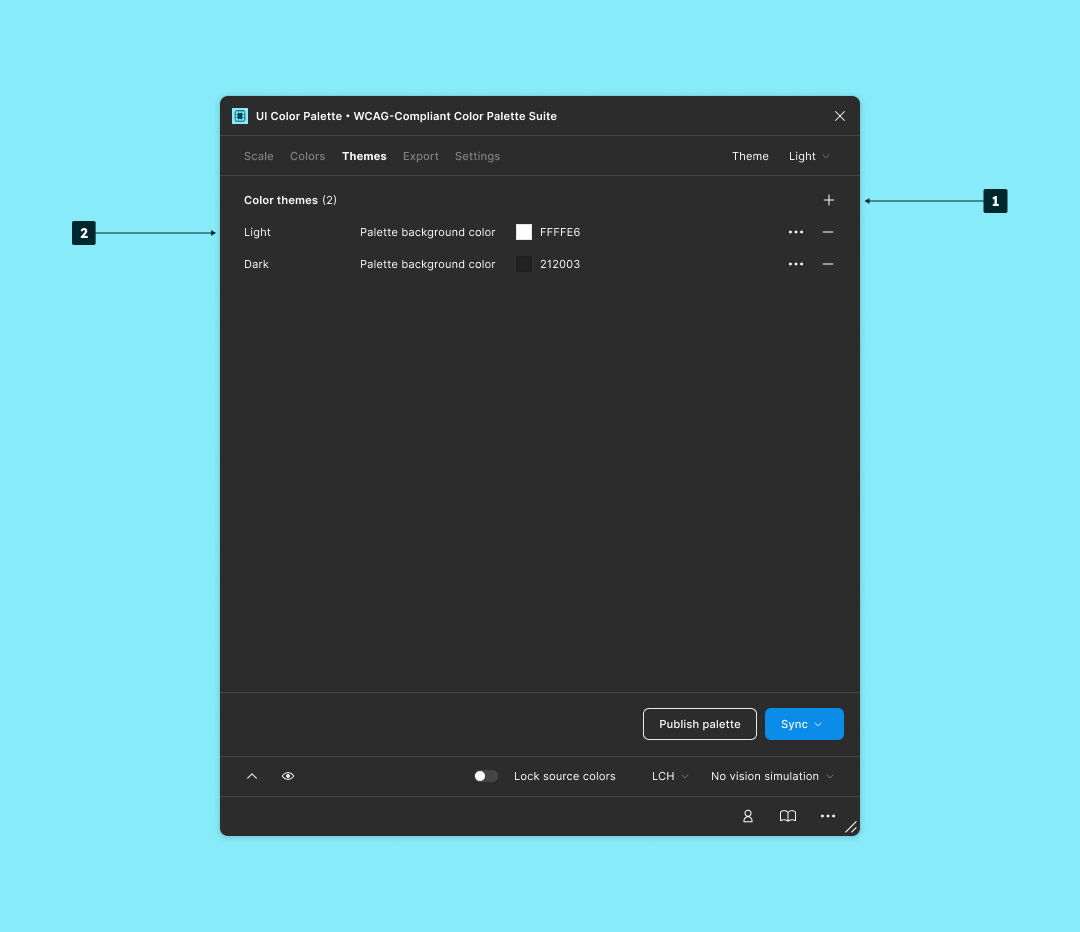 UI Color Palette • WCAG-Compliant Color Palette Suite
Scale Colors Themes Export Settings Theme Light
Color themes (2)
1
2
Light Palette background color FFFFE6
Dark Palette background color 212003
Publish palette Sync
Lock source colors LCH No vision simulation